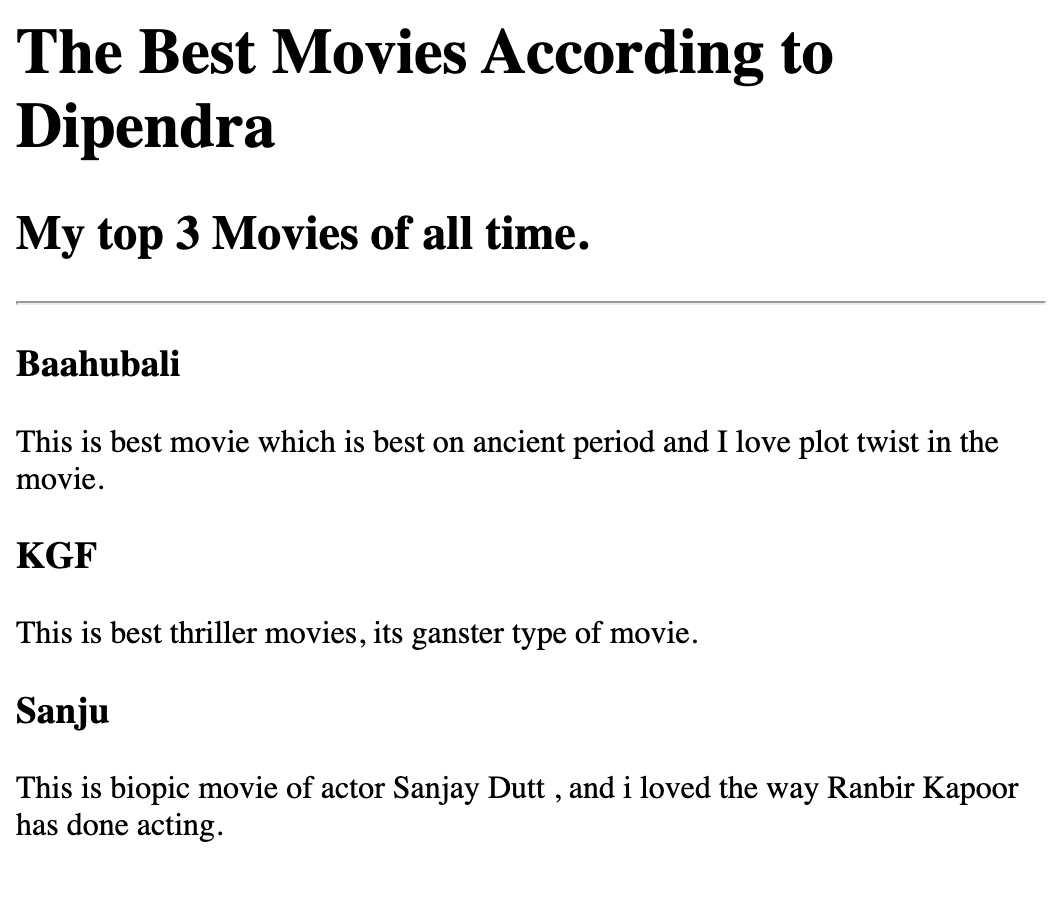 The Best Movies According to
Dipendra
My top 3 Movies of all time.
Baahubali
This is best movie which is best on ancient period and I love plot twist in the
movie.
KGF
This is best thriller movies, its ganster type of movie.
Sanju
This is biopic movie of actor Sanjay Dutt , and i loved the way Ranbir Kapoor
has done acting.